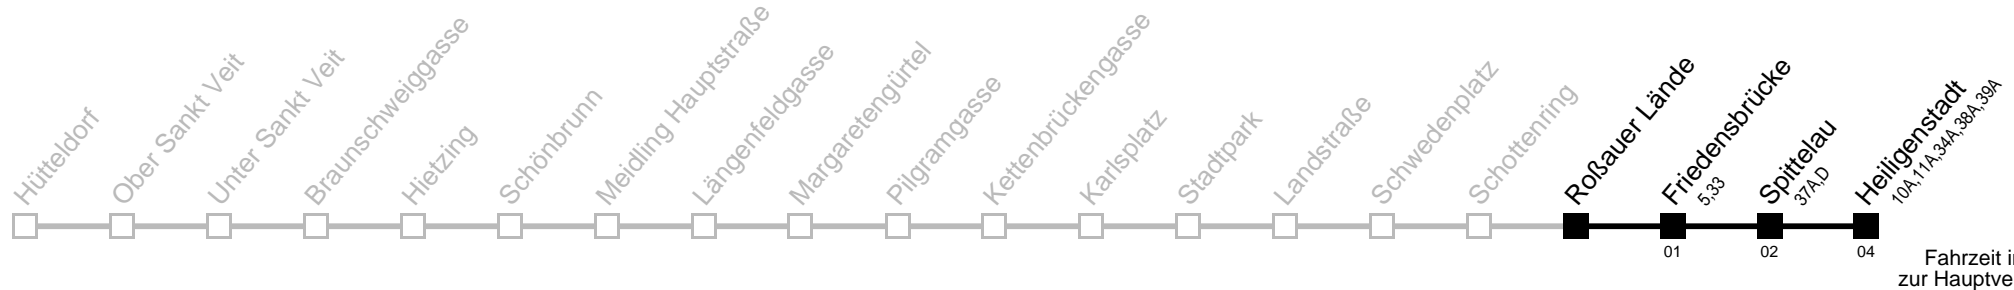 Hütteldorf
Ober Sankt Veit
Unter Sankt Veit
Braunschweiggasse
Hietzing
Schönbrunn
Meidling Hauptstraße
Längenfeldgasse
Margaretengürtel
Pilgramgasse
Kettenbrückengasse
Karlsplatz
Stadtpark
Landstraße
Schwedenplatz
Schottenring
Roßauer Lände
Friedensbrücke
5,33
Spittelau
37A,D
Heiligenstadt
10A,11A,34A,38A,39A
01
02
04
Fahrzeit
zur